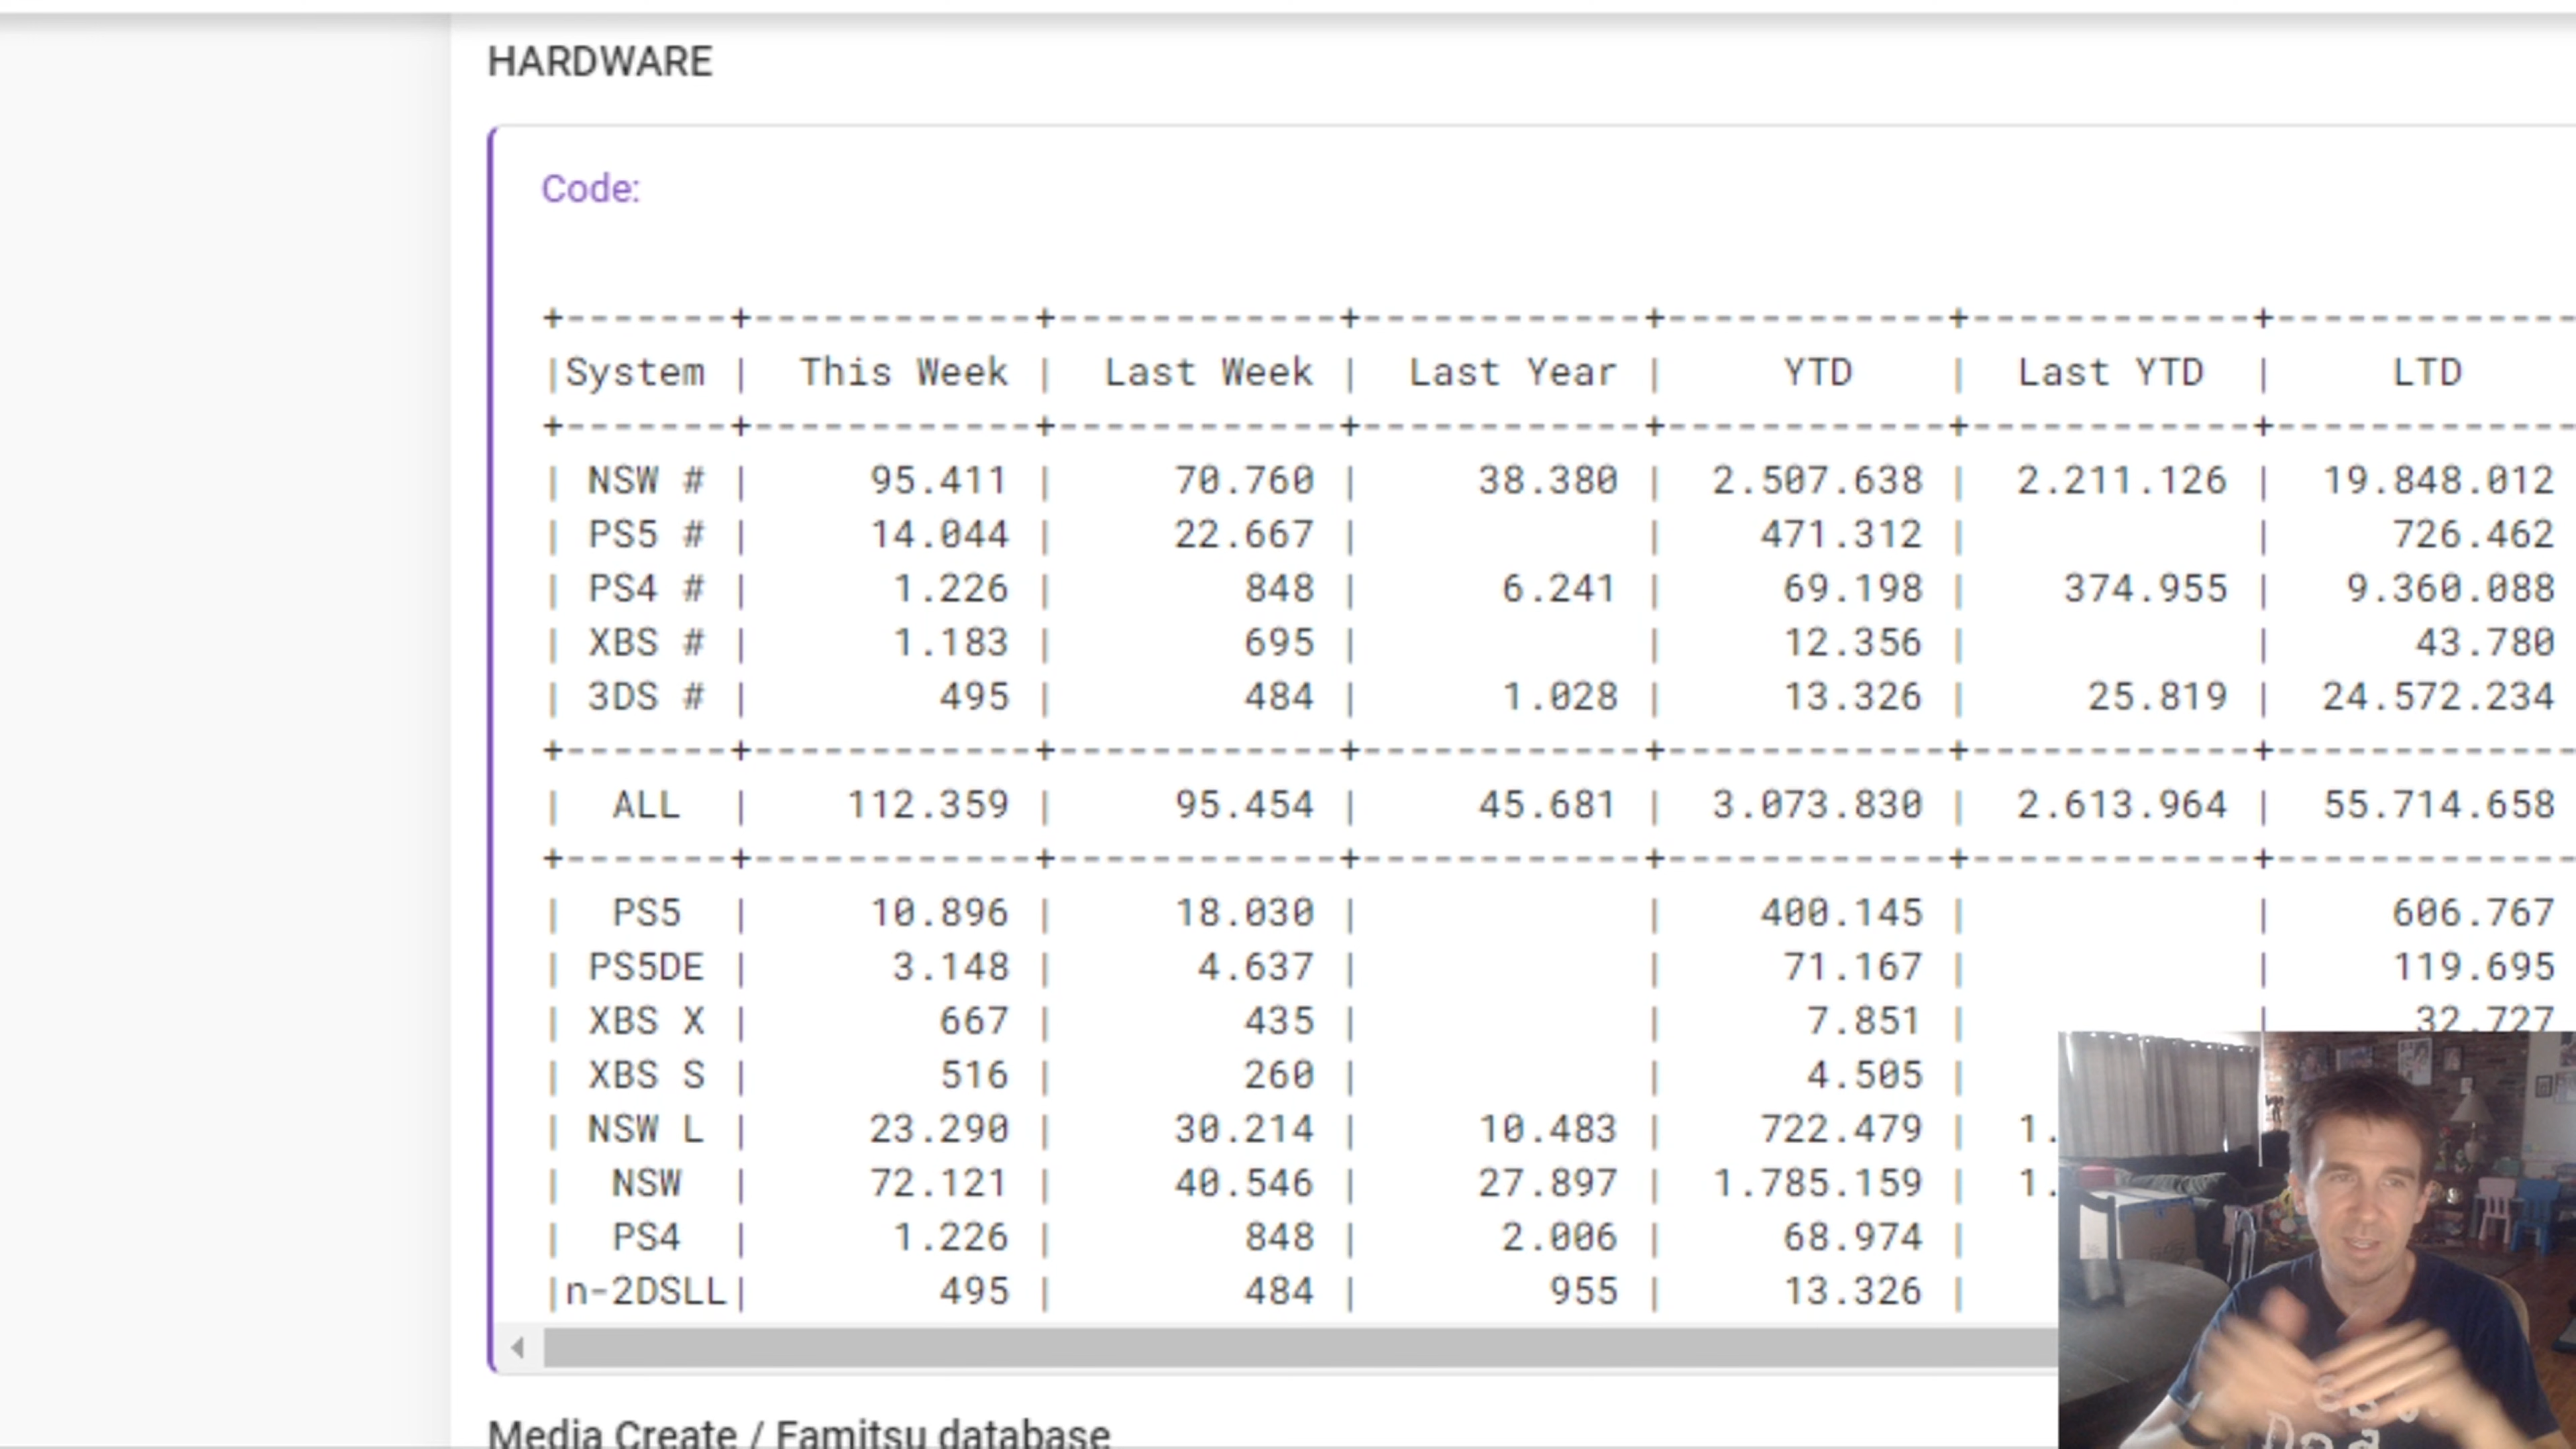 HARDWARE
Code:
+-------+------------+------------+------------+------------+------------+------------
|System | This Week | Last Week | Last Year | YTD | Last YTD | LTD
+-------+------------+------------+------------+------------+------------+------------
| NSW # | 95.411 | 70.760 | 38.380 | 2.507.638 | 2.211.126 | 19.848.012
| PS5 # | 14.044 | 22.667 | | 471.312 | | 726.462
| PS4 # | 1.226 | 848 | 6.241 | 69.198 | 374.955 | 9.360.088
| XBS # | 1.183 | 695 | | 12.356 | | 43.780
| 3DS # | 495 | 484 | 1.028 | 13.326 | 25.819 | 24.572.234
+-------+------------+------------+------------+------------+------------+------------
| ALL | 112.359 | 95.454 | 45.681 | 3.073.830 | 2.613.964 | 55.714.658
+-------+------------+------------+------------+------------+------------+------------
| PS5 | 10.896 | 18.030 | | 400.145 | | 606.767
| PS5DE | 3.148 | 4.637 | | 71.167 | | 119.695
| XBS X | 667 | 435 | | 7.851 | | 32.727
| XBS S | 516 | 260 | | 4.505 |
| NSW L | 23.290 | 30.214 | 10.483 | 722.479 | 1.
| NSW | 72.121 | 40.546 | 27.897 | 1.785.159 | 1.
| PS4 | 1.226 | 848 | 2.006 | 68.974 |
|n-2DSLL| 495 | 484 | 955 | 13.326 |
Media Create / Famitsu database